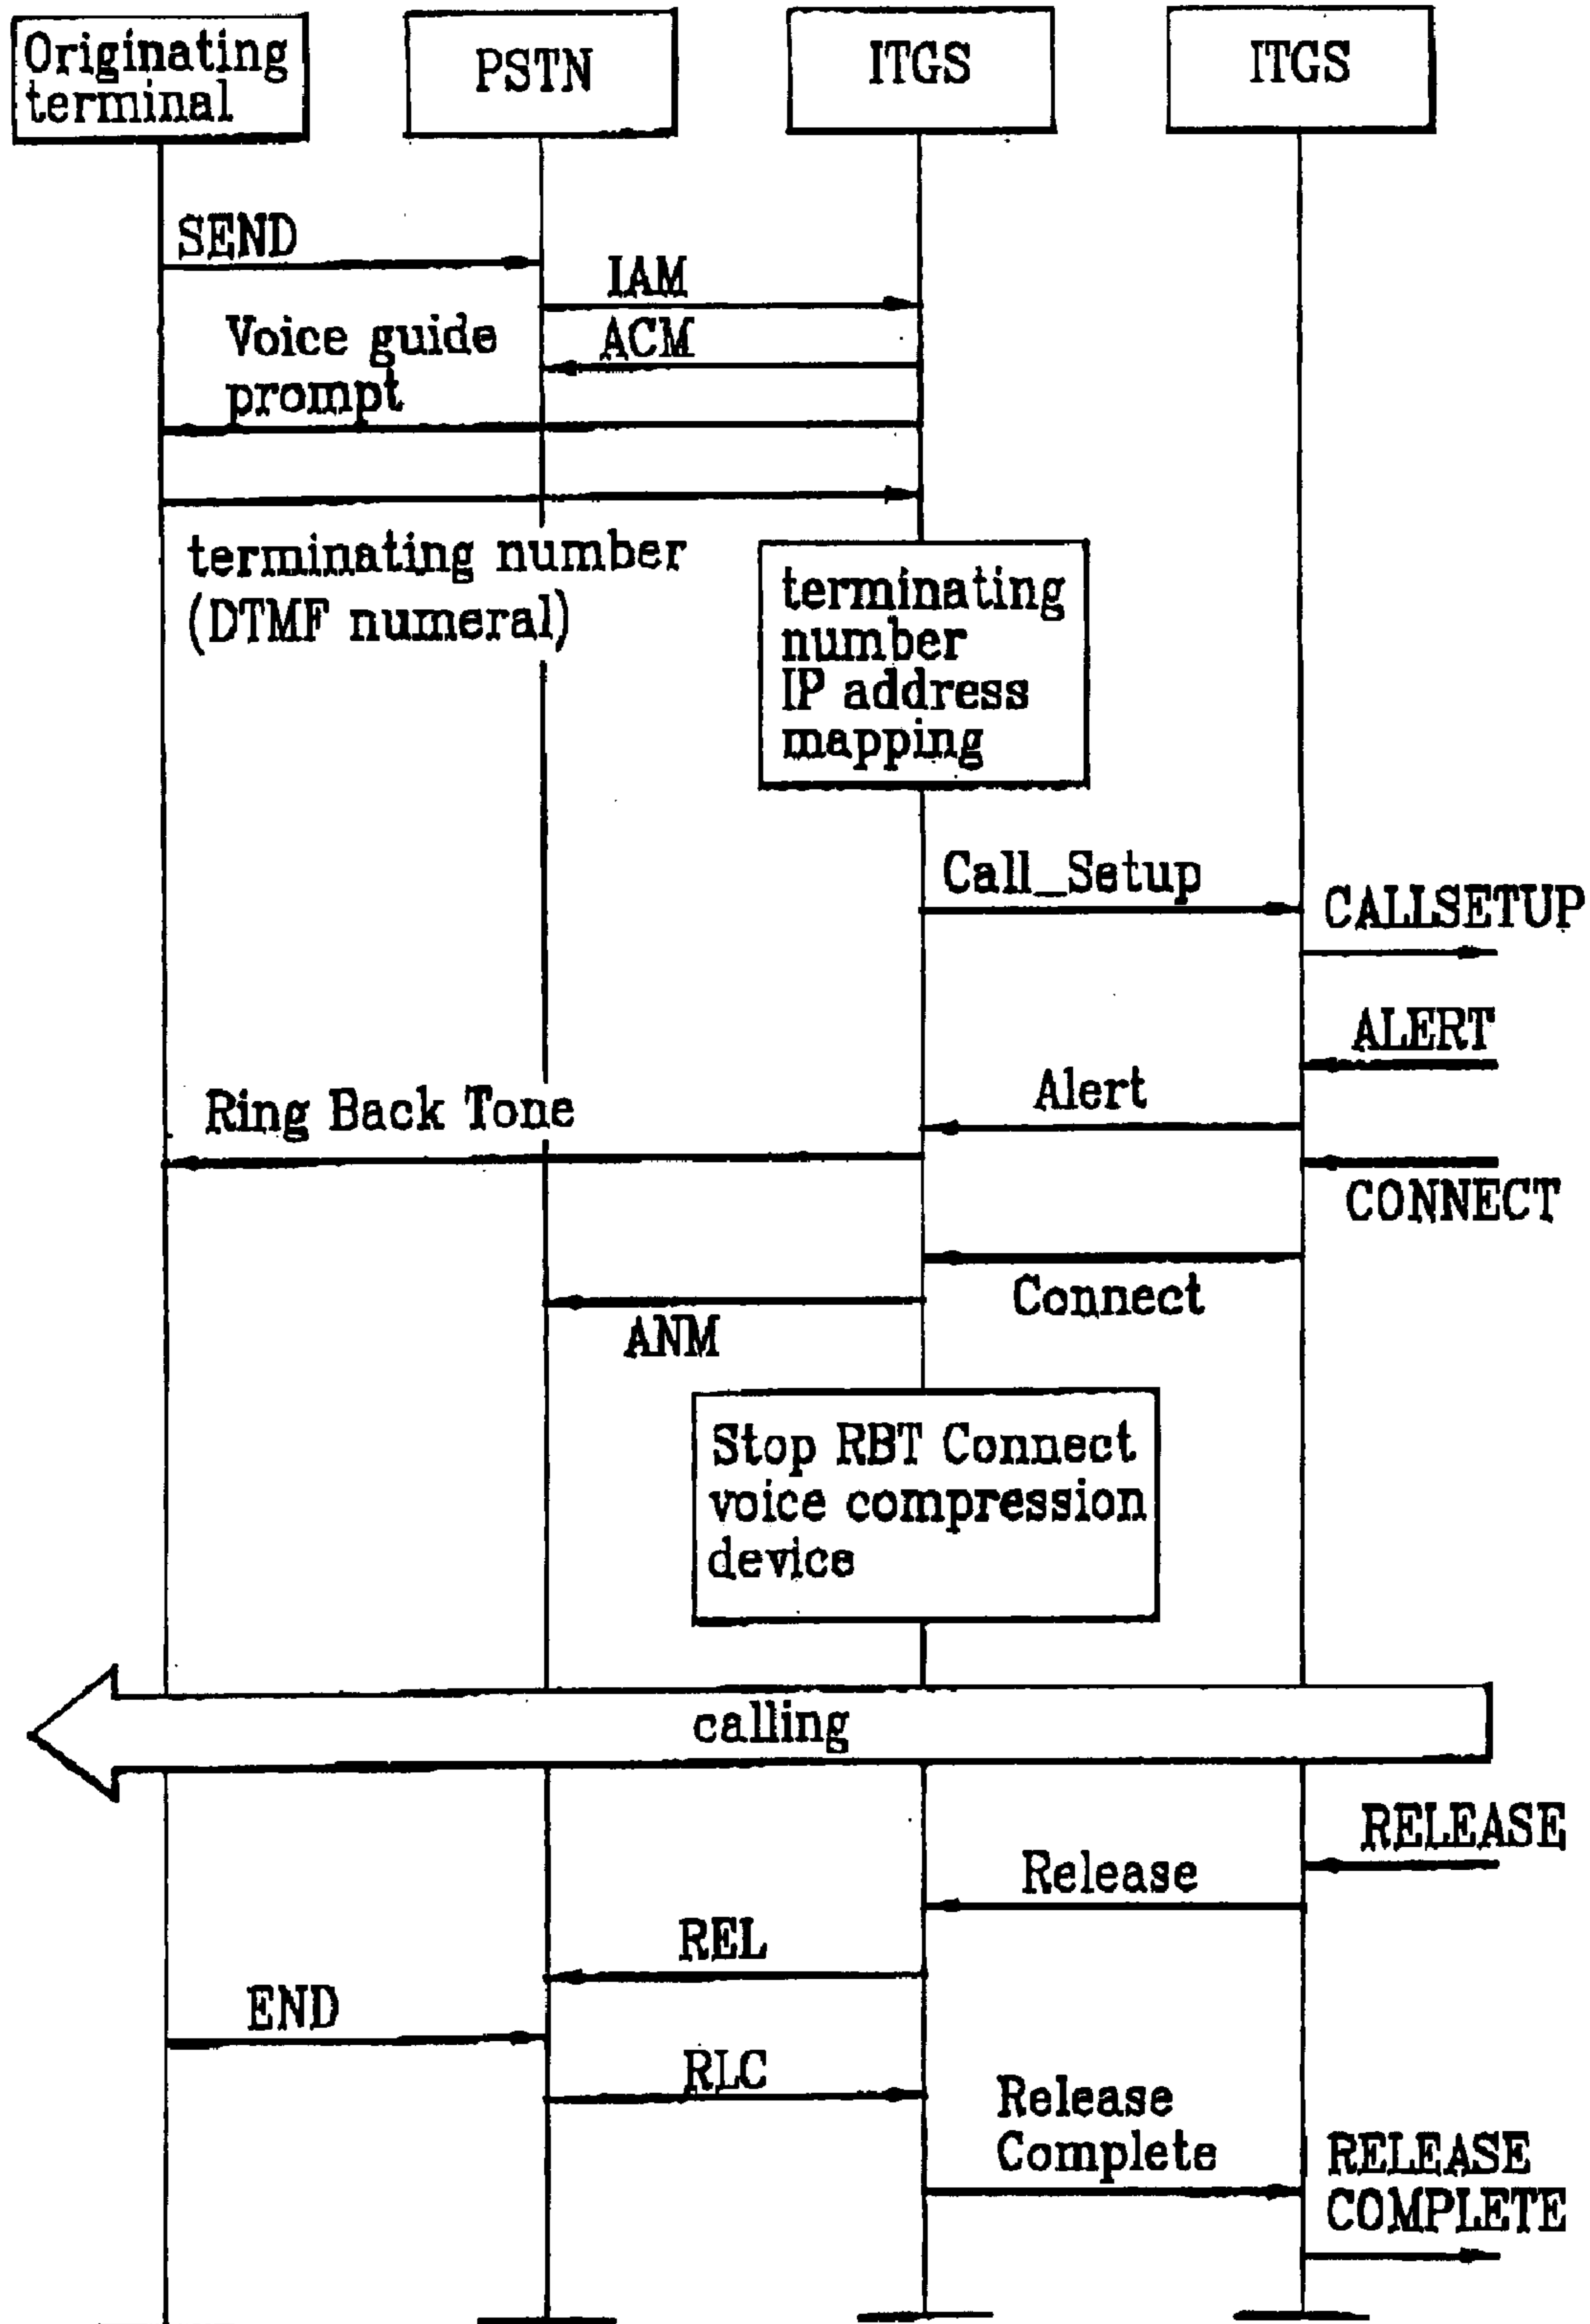 Originating
terminal
PSTN
ITGS
ITGS
SEND
IAM
Voice guide
prompt
ACM
terminating number
(DTMF numeral)
terminating
number
IP address
mapping
Call_Setup
CALLSETUP
ALERT
Alert
Ring Back Tone
CONNECT
Connect
ANM
Stop RBT Connect
voice compression
device
calling
RELEASE
Release
REL
END
RLC
Release
Complete
RELEASE
COMPLETE